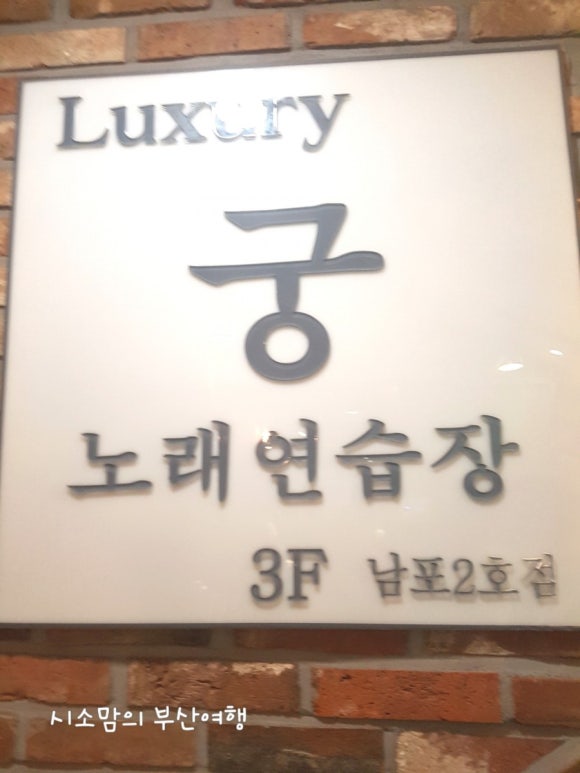 Luxury
궁
노래연습장
3F 남포2호점
시소맘의 부산여행